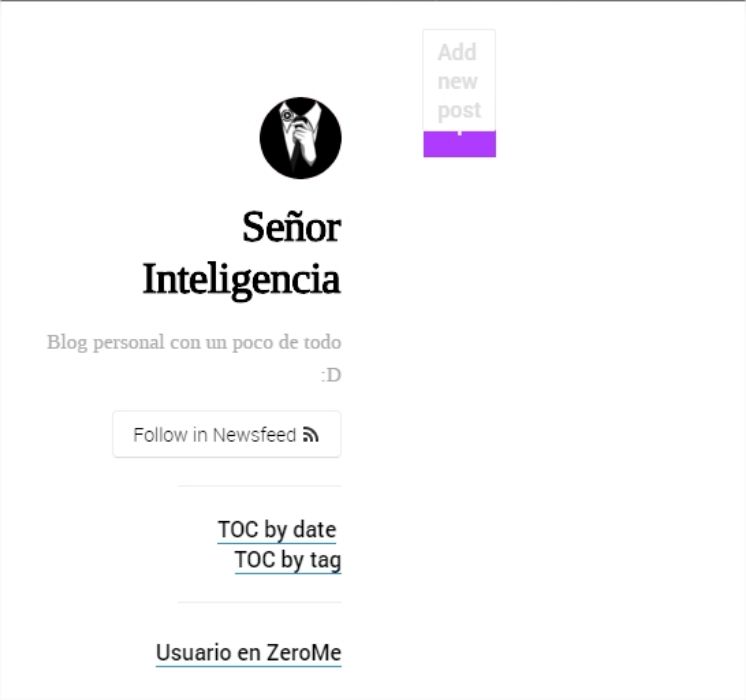 Add
new
post
Señor
Inteligencia
Blog personal con un poco de todo
:D
Follow in Newsfeed
TOC by date
TOC by tag
Usuario en ZeroMe